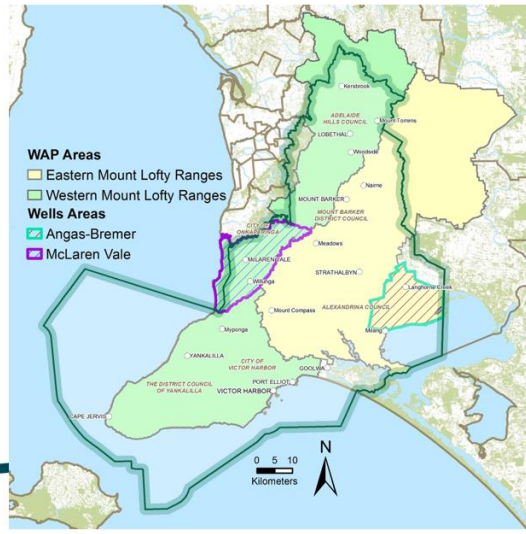 Kersbrook
ADELAIDE
HILLS COUNCIL
Mount Torrens
LOBETHAL
Woodside
WAP Areas
Eastern Mount Lofty Ranges
Western Mount Lofty Ranges
Wells Areas
Angas-Bremer
McLaren Vale
Nairne
MOUNT BARKER
MOUNT BARKER
DISTRICT COUNCIL
CITY OF
ONKAPARINGA
Meadows
McLAREN VALE
STRATHALBYN
Willunga
Langhorne Creek
ALEXANDRINA COUNCIL
Mount Compass
Milang
Myponga
YANKALILLA
CITY OF
VICTOR HARBOR
GOOLWA
PORT ELLIOT
THE DISTRICT COUNCIL
OF YANKALILLA
VICTOR HARBOR
CAPE JERVIS
N
0 5 10
Kilometers